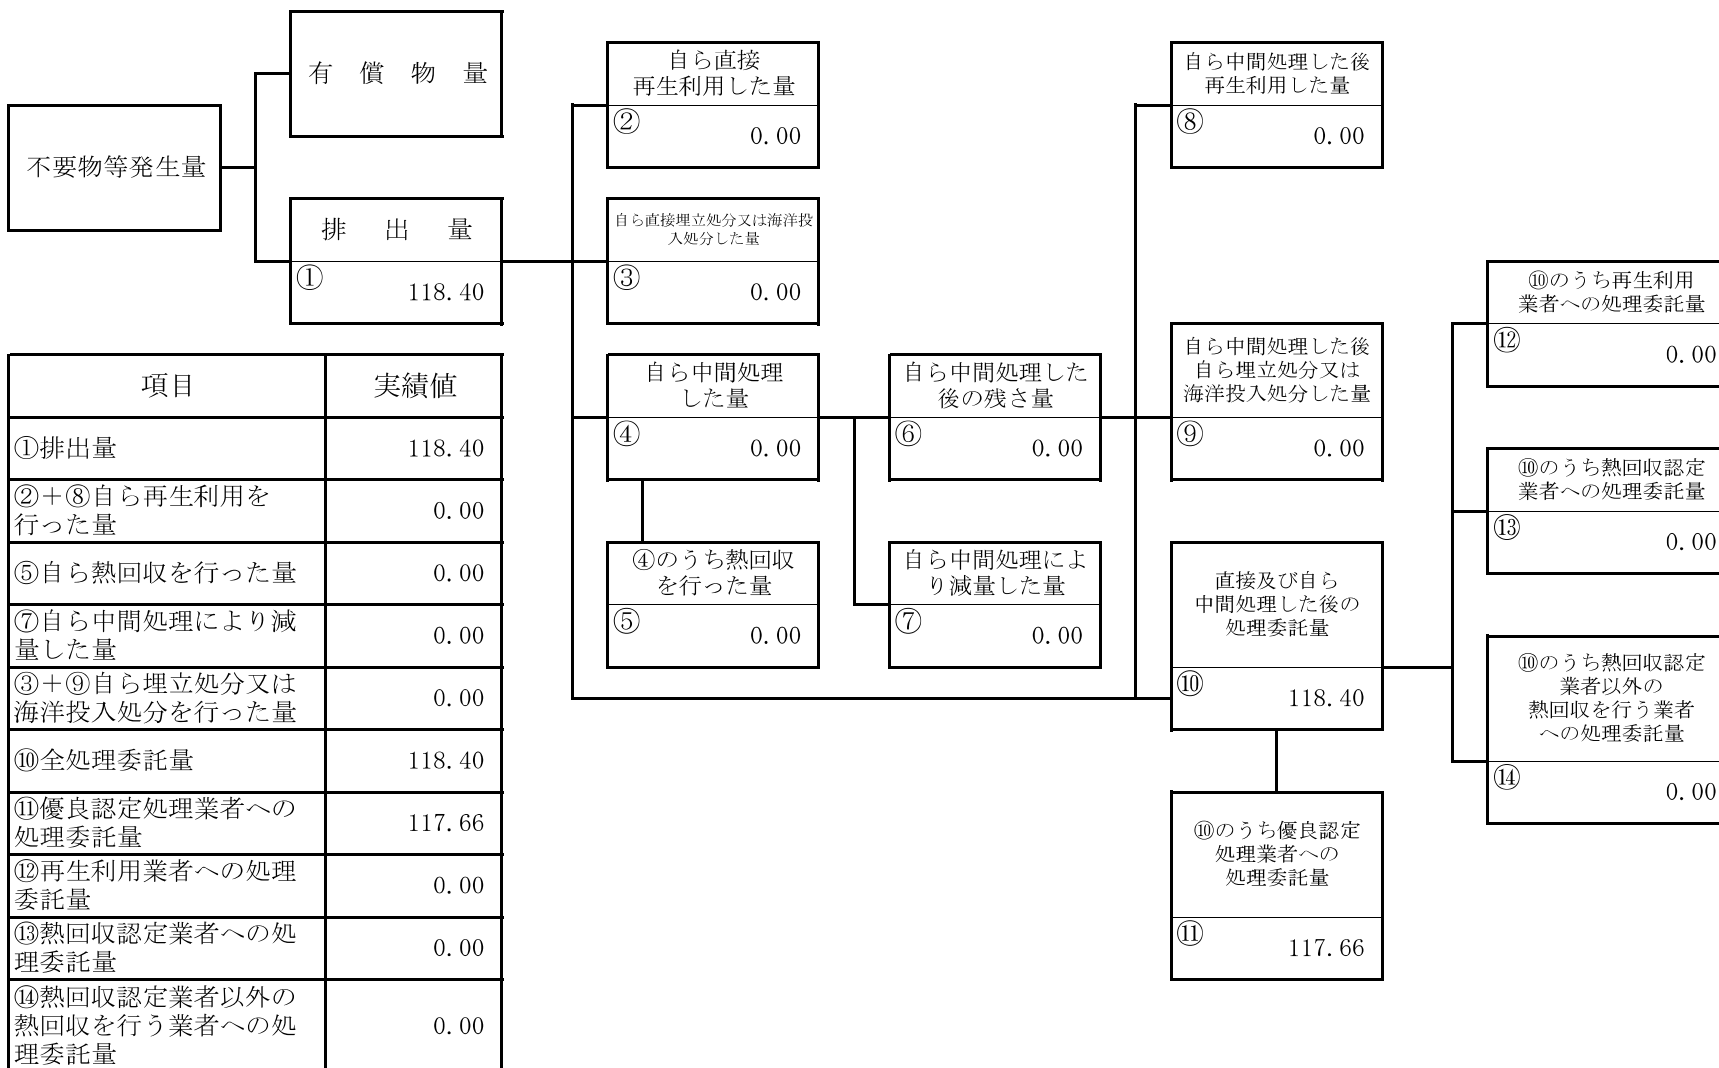 不要物等発生量
有償物量
排出量
①
118.40
自ら直接
再生利用した量
②
0.00
自ら直接埋立処分又は海洋投
入処分した量
③
0.00
自ら中間処理
した量
④
0.00
④のうち熱回収
を行った量
⑤
0.00
自ら中間処理した
後の残さ量
⑥
0.00
自ら中間処理によ
り減量した量
⑦
0.00
自ら中間処理した後
再生利用した量
⑧
0.00
自ら中間処理した後
自ら埋立処分又は
海洋投入処分した量
⑨
0.00
直接及び自ら
中間処理した後の
処理委託量
⑩
118.40
⑩のうち優良認定
処理業者への
処理委託量
⑪
117.66
⑩のうち再生利用
業者への処理委託量
⑫
0.00
⑩のうち熱回収認定
業者への処理委託量
⑬
0.00
⑩のうち熱回収認定
業者以外の
熱回収を行う業者
への処理委託量
⑭
0.00
項目 実績値
①排出量 118.40
②＋⑧自ら再生利用を
行った量 0.00
⑤自ら熱回収を行った量 0.00
⑦自ら中間処理により減
量した量 0.00
③＋⑨自ら埋立処分又は
海洋投入処分を行った量 0.00
⑩全処理委託量 118.40
⑪優良認定処理業者への
処理委託量 117.66
⑫再生利用業者への処理
委託量 0.00
⑬熱回収認定業者への処
理委託量 0.00
⑭熱回収認定業者以外の
熱回収を行う業者への処
理委託量 0.00